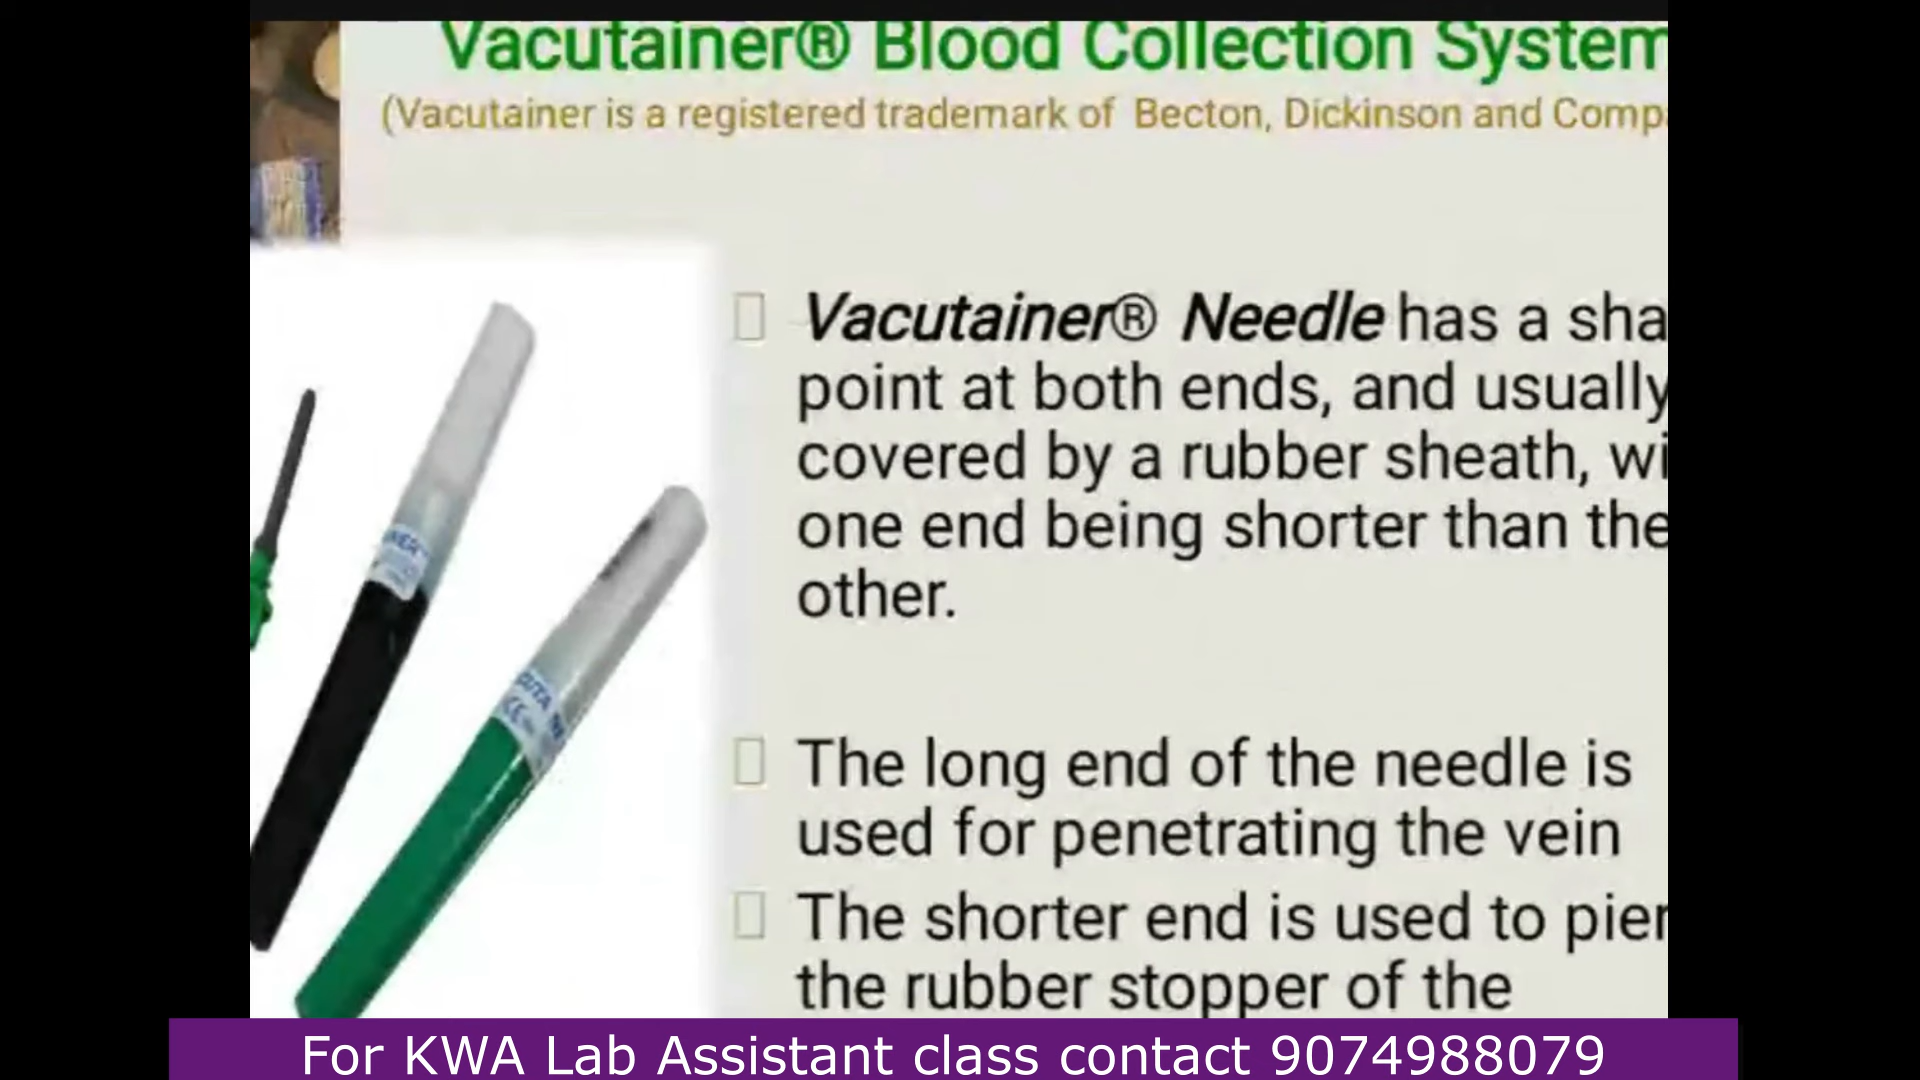 Vacutainer® Blood Collection System
(Vacutainer is a registered trademark of Becton, Dickinson and Comp
Vacutainer® Needle has a sha
point at both ends, and usually
covered by a rubber sheath, wi
one end being shorter than the
other.
The long end of the needle is
used for penetrating the vein
The shorter end is used to pier
the rubber stopper of the
For KWA Lab Assistant class contact 9074988079